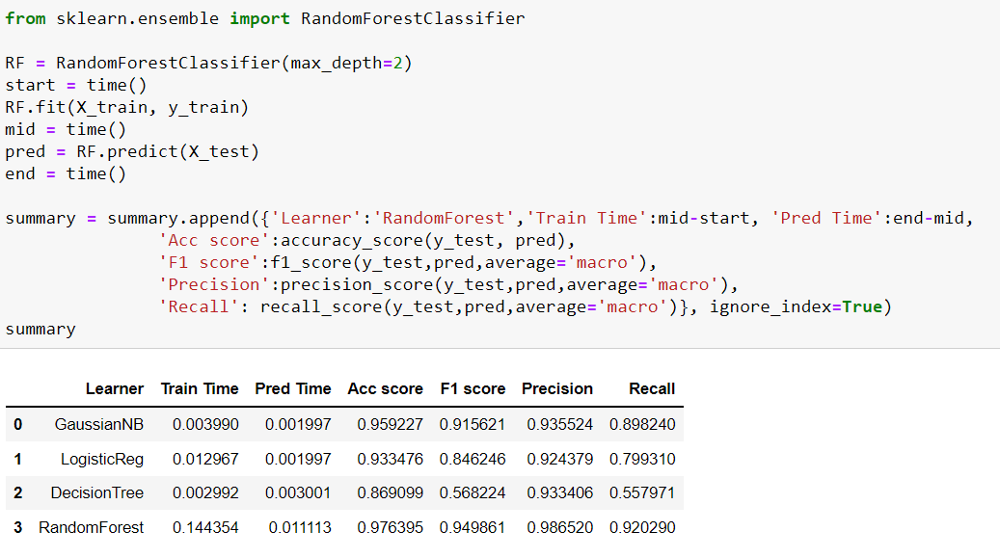 from sklearn.ensemble import RandomForestClassifier
RF = RandomForestClassifier(max_depth=2)
start = time()
RF.fit(X_train, y_train)
mid = time()
pred = RF.predict(X_test)
end = time()
summary = summary.append({'Learner':'RandomForest','Train Time':mid-start, 'Pred Time':end-mid,
'Acc score':accuracy_score(y_test, pred),
'F1 score':f1_score(y_test,pred,average='macro'),
'Precision':precision_score(y_test,pred,average='macro'),
'Recall': recall_score(y_test,pred,average='macro')}, ignore_index=True)
summary
Learner Train Time Pred Time Acc score F1 score Precision Recall
0 GaussianNB 0.003990 0.001997 0.959227 0.915621 0.935524 0.898240
1 LogisticReg 0.012967 0.001997 0.933476 0.846246 0.924379 0.799310
2 DecisionTree 0.002992 0.003001 0.869099 0.568224 0.933406 0.557971
3 RandomForest 0.144354 0.011113 0.976395 0.949861 0.986520 0.920290